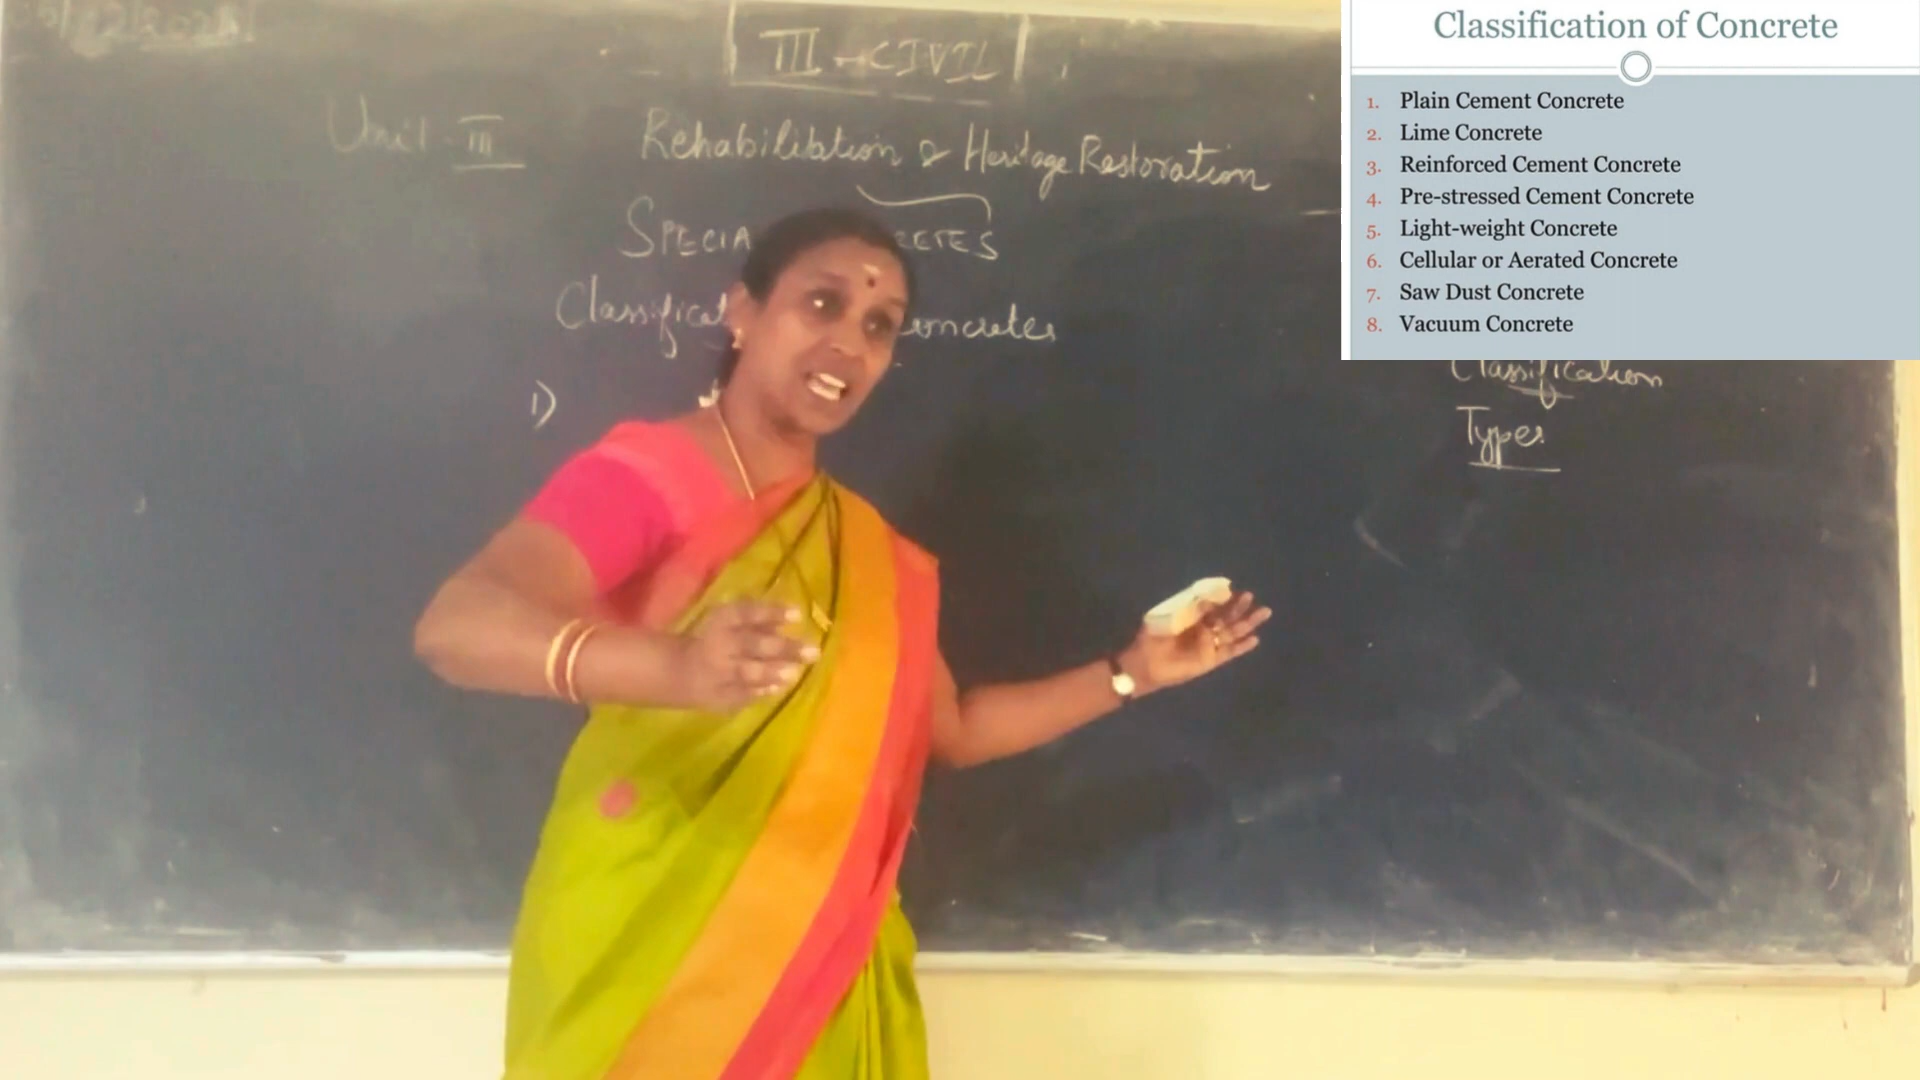 III - CIVIL
Unit - III
Rehabilitation & Heritage Restoration
SPECIA RETES
Classificat concretes
1)
Classification
Types
Classification of Concrete
1. Plain Cement Concrete
2. Lime Concrete
3. Reinforced Cement Concrete
4. Pre-stressed Cement Concrete
5. Light-weight Concrete
6. Cellular or Aerated Concrete
7. Saw Dust Concrete
8. Vacuum Concrete